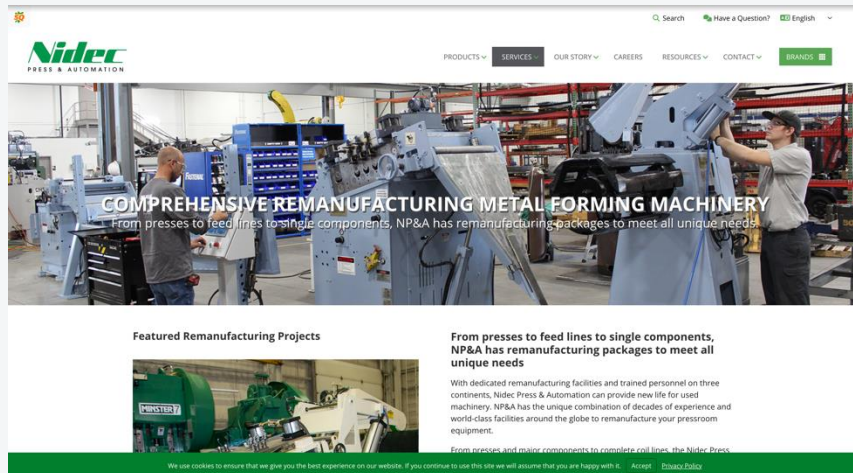 50
Search Have a Question? English
Nidec
PRESS & AUTOMATION
PRODUCTS SERVICES OUR STORY CAREERS RESOURCES CONTACT BRANDS
FASTENAL
COMPREHENSIVE REMANUFACTURING METAL FORMING MACHINERY
From presses to feed lines to single components, NP&A has remanufacturing packages to meet all unique needs
Featured Remanufacturing Projects
MINSTER
From presses to feed lines to single components,
NP&A has remanufacturing packages to meet all
unique needs
With dedicated remanufacturing facilities and trained personnel on three
continents, Nidec Press & Automation can provide new life for used
machinery. NP&A has the unique combination of decades of experience and
world-class facilities around the globe to remanufacture your pressroom
equipment.
From presses and major components to complete coil lines, the Nidec Press
We use cookies to ensure that we give you the best experience on our website. If you continue to use this site we will assume that you are happy with it. Accept Privacy Policy